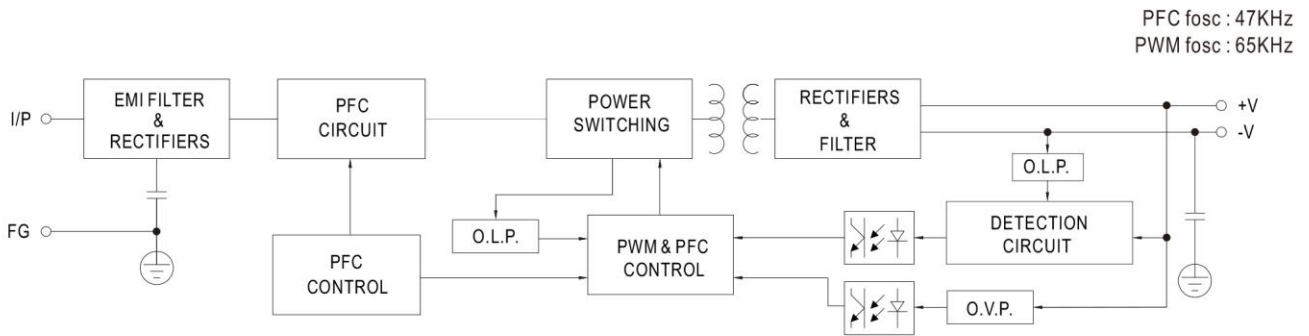 PFC fosc : 47KHz
PWM fosc : 65KHz
I/P
EMI FILTER
&
RECTIFIERS
PFC
CIRCUIT
POWER
SWITCHING
RECTIFIERS
&
FILTER
+V
-V
O.L.P.
FG
O.L.P.
PFC
CONTROL
PWM & PFC
CONTROL
DETECTION
CIRCUIT
O.V.P.